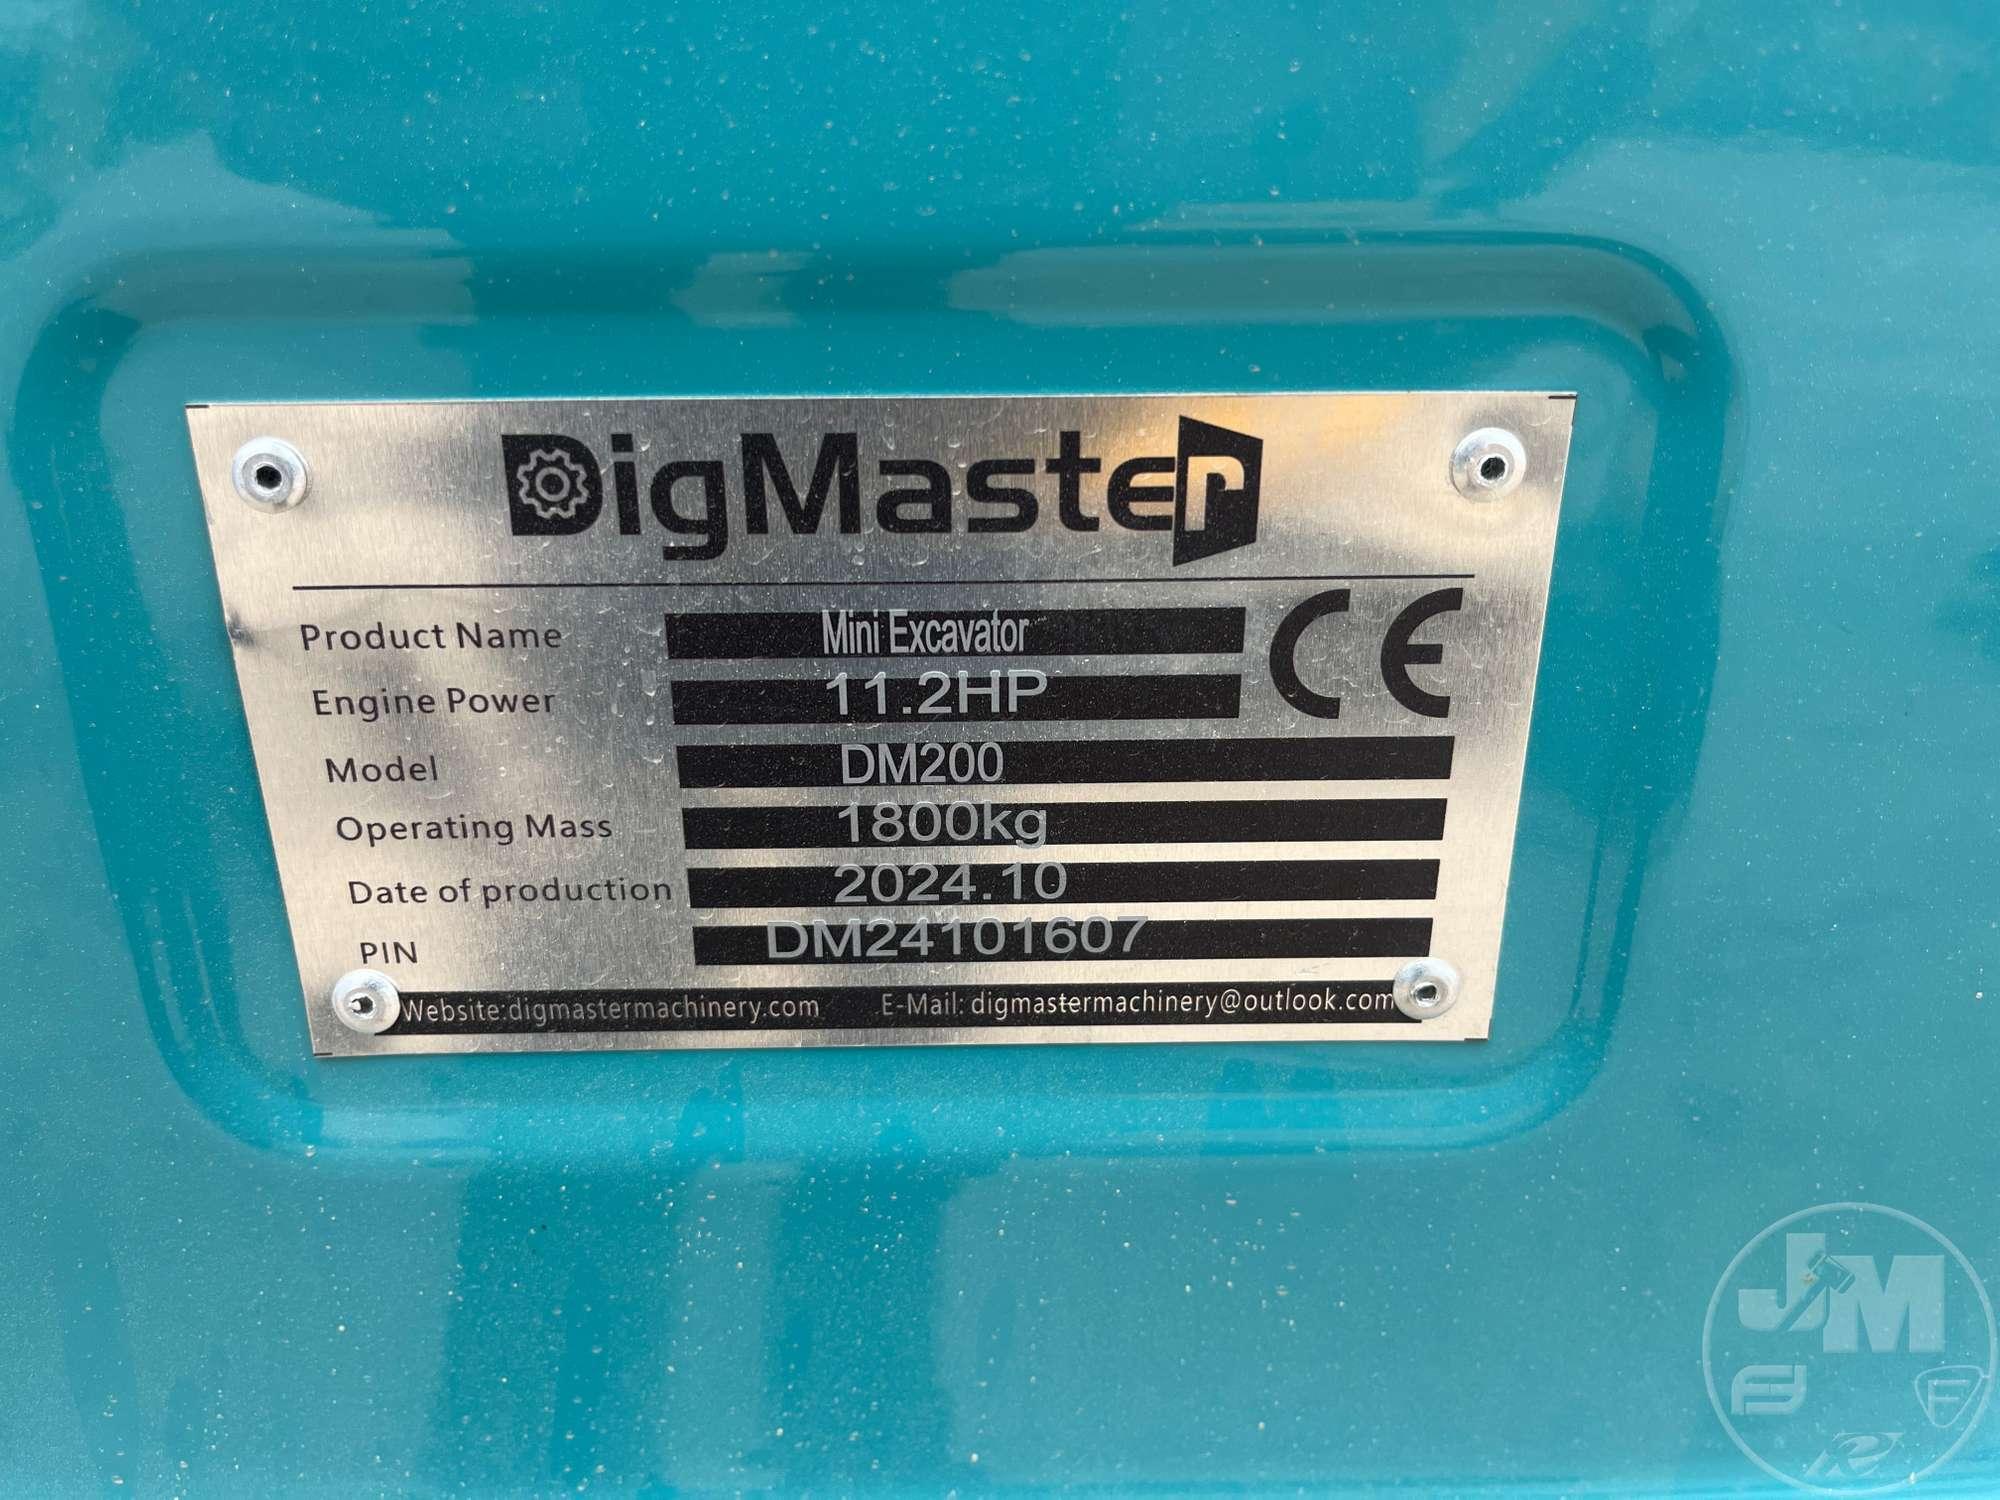 DigMaster
Product Name Mini Excavator
CE
Engine Power 11.2HP
Model DM200
Operating Mass 1800kg
Date of production 2024.10
PIN DM24101607
Website:digmastermachinery.com E-Mail: digmastermachinery@outlook.com
JM
F